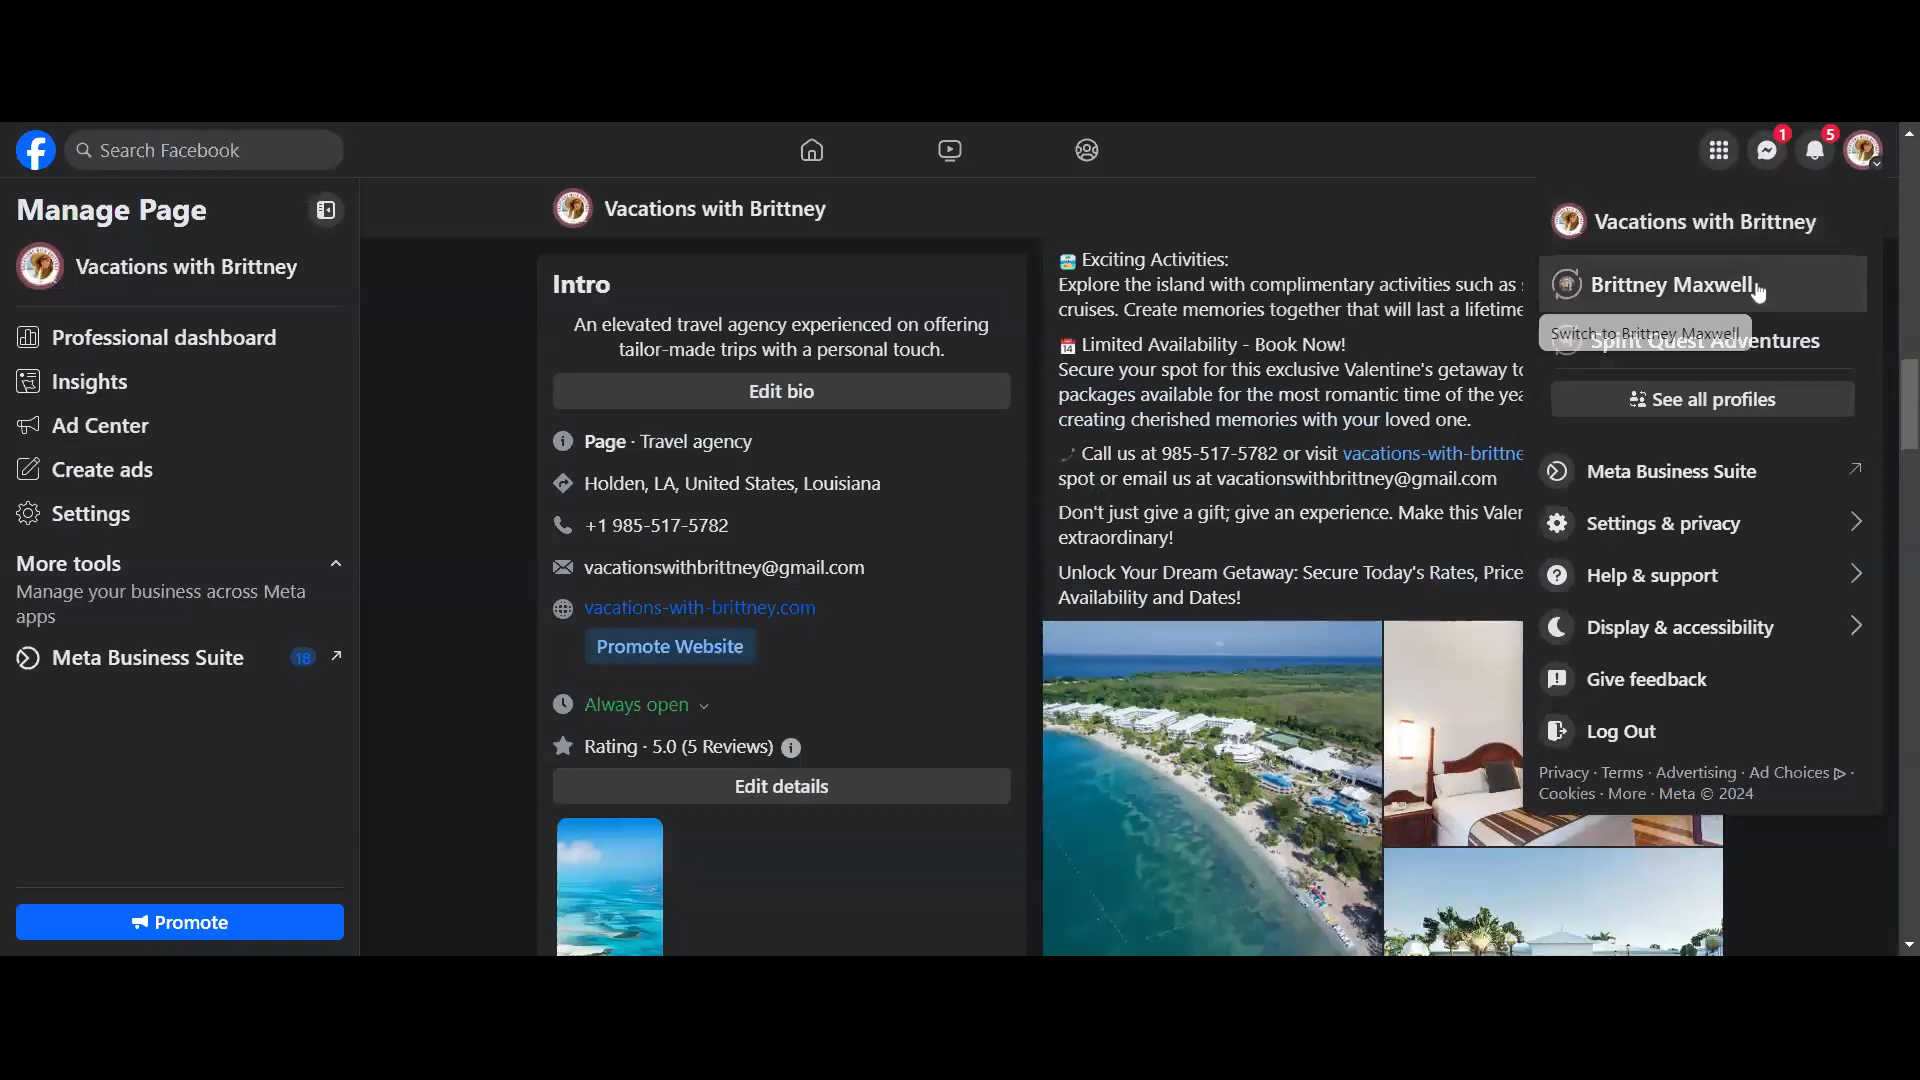 Search Facebook
1
5
Manage Page
Vacations with Brittney
Professional dashboard
Insights
Ad Center
Create ads
Settings
More tools
Manage your business across Meta
apps
Meta Business Suite 18
Promote
Vacations with Brittney
Intro
An elevated travel agency experienced on offering
tailor-made trips with a personal touch.
Edit bio
Page · Travel agency
Holden, LA, United States, Louisiana
+1 985-517-5782
vacationswithbrittney@gmail.com
vacations-with-brittney.com
Promote Website
Always open
Rating · 5.0 (5 Reviews)
Edit details
Exciting Activities:
Explore the island with complimentary activities such as
cruises. Create memories together that will last a lifetime
14 Limited Availability - Book Now!
Secure your spot for this exclusive Valentine's getaway
packages available for the most romantic time of the
creating cherished memories with your loved one.
Call us at 985-517-5782 or visit vacations-with-brittne
spot or email us at vacationswithbrittney@gmail.com
Don't just give a gift; give an experience. Make this
extraordinary!
Unlock Your Dream Getaway: Secure Today's Rates, Price
Availability and Dates!
Vacations with Brittney
Brittney Maxwell
Switch to Brittney Maxwell
Spirit Quest Adventures
See all profiles
Meta Business Suite
Settings & privacy
Help & support
Display & accessibility
Give feedback
Log Out
Privacy · Terms · Advertising · Ad Choices ·
Cookies · More · Meta © 2024